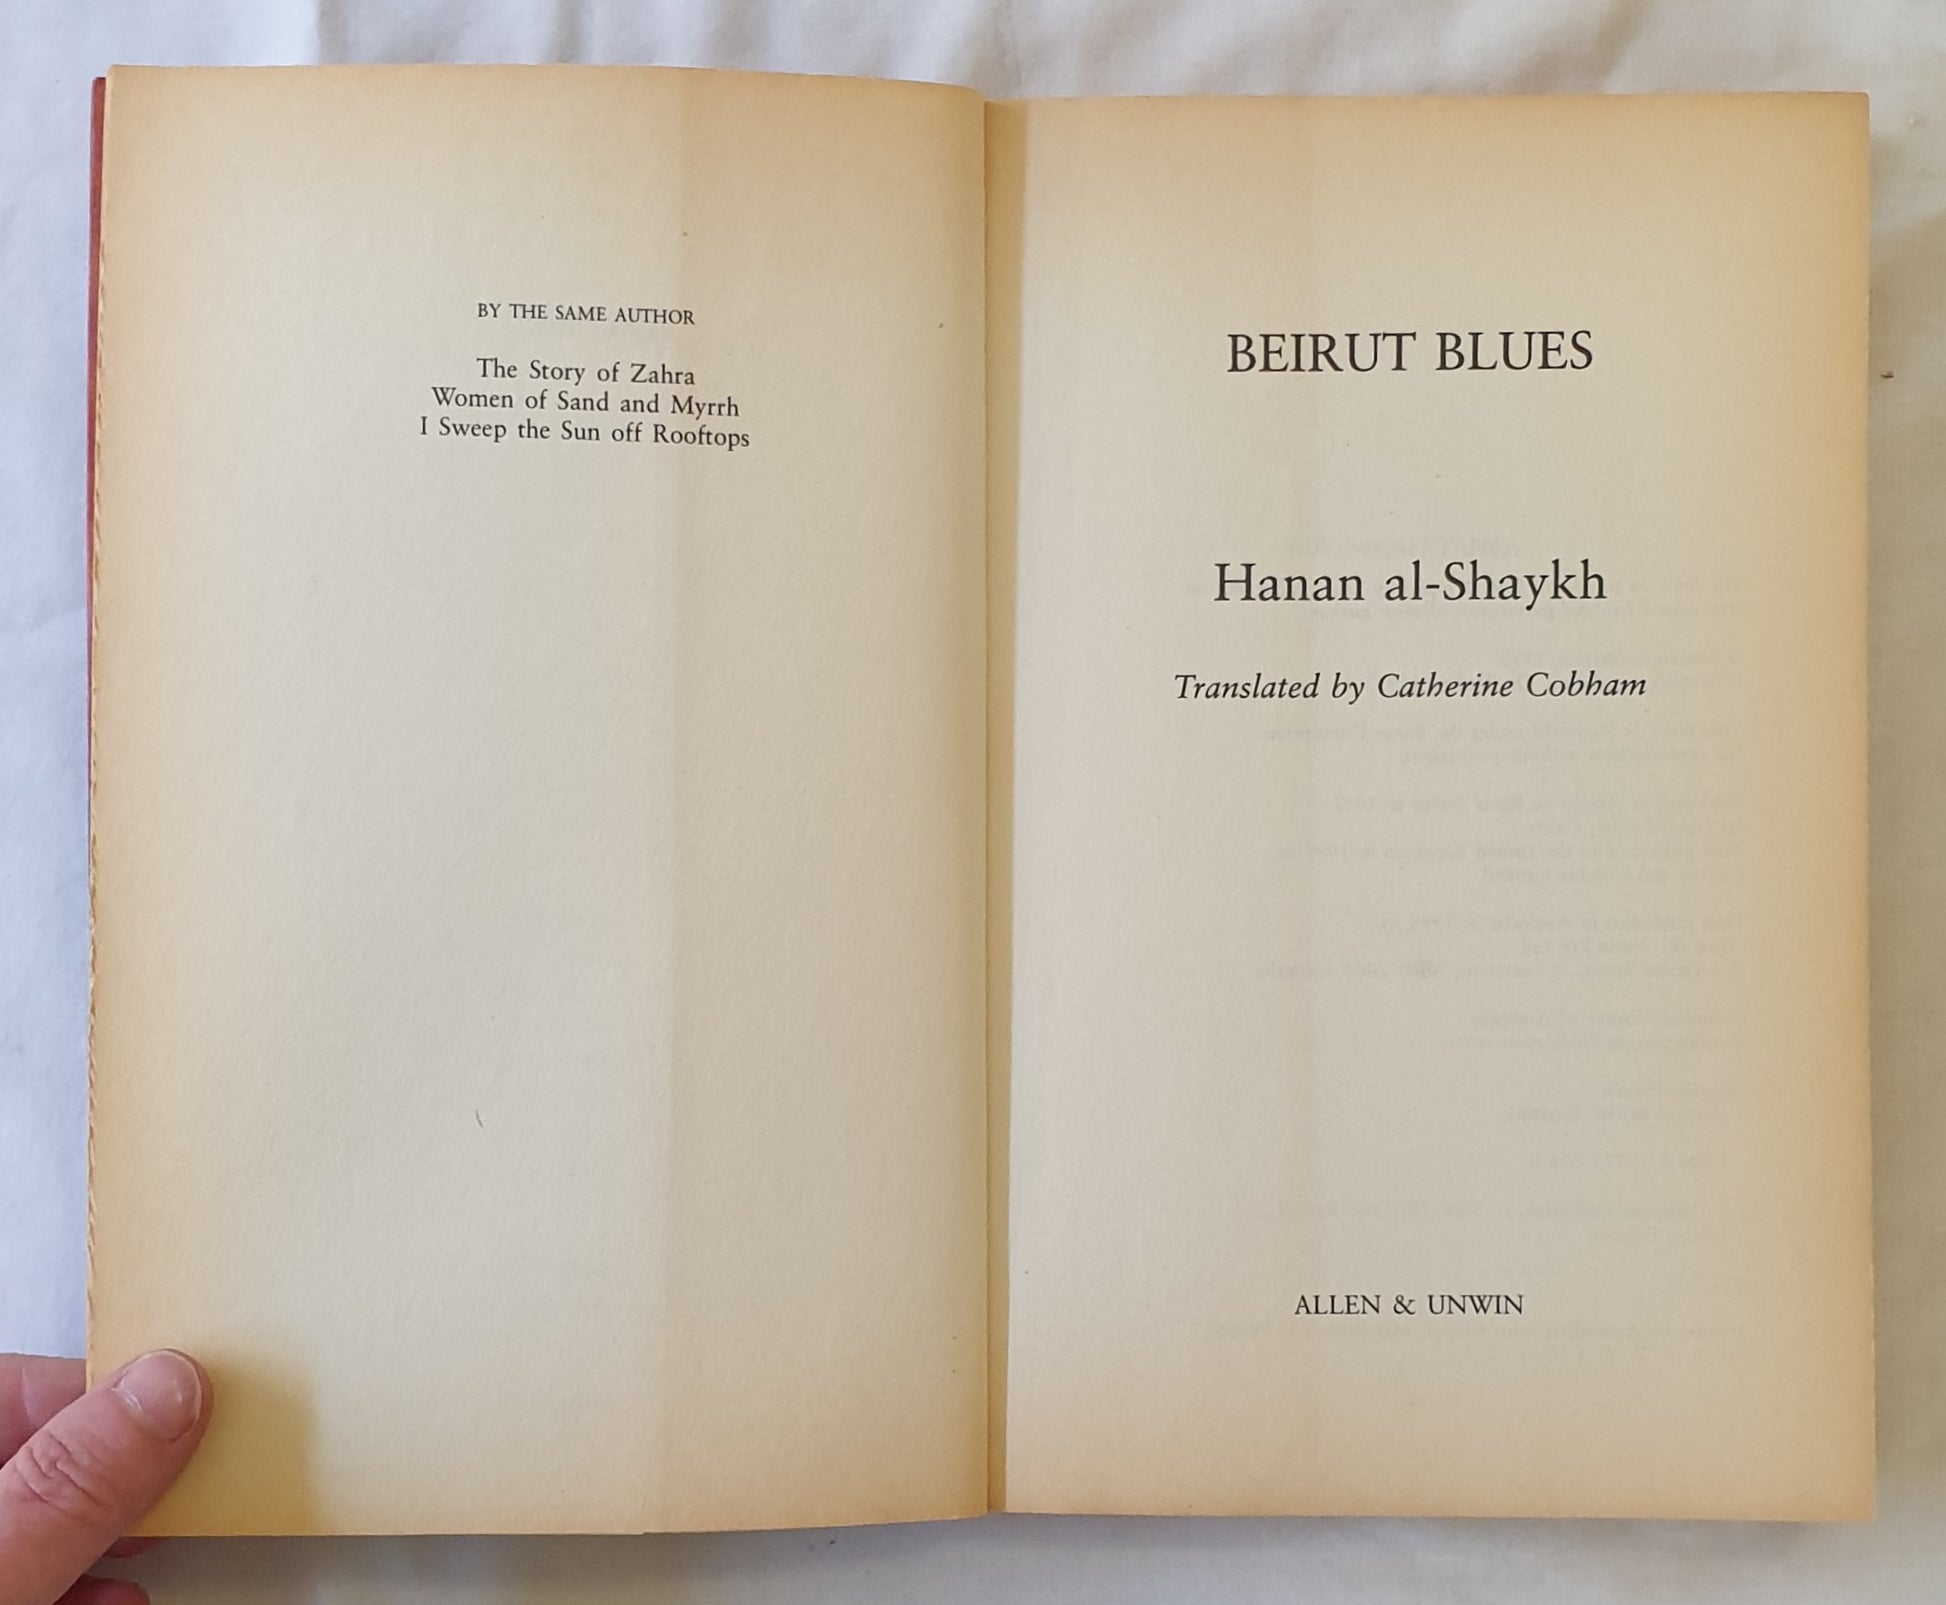 BY THE SAME AUTHOR
The Story of Zahra
Women of Sand and Myrrh
I Sweep the Sun off Rooftops
BEIRUT BLUES
Hanan al-Shaykh
Translated by Catherine Cobham
ALLEN & UNWIN